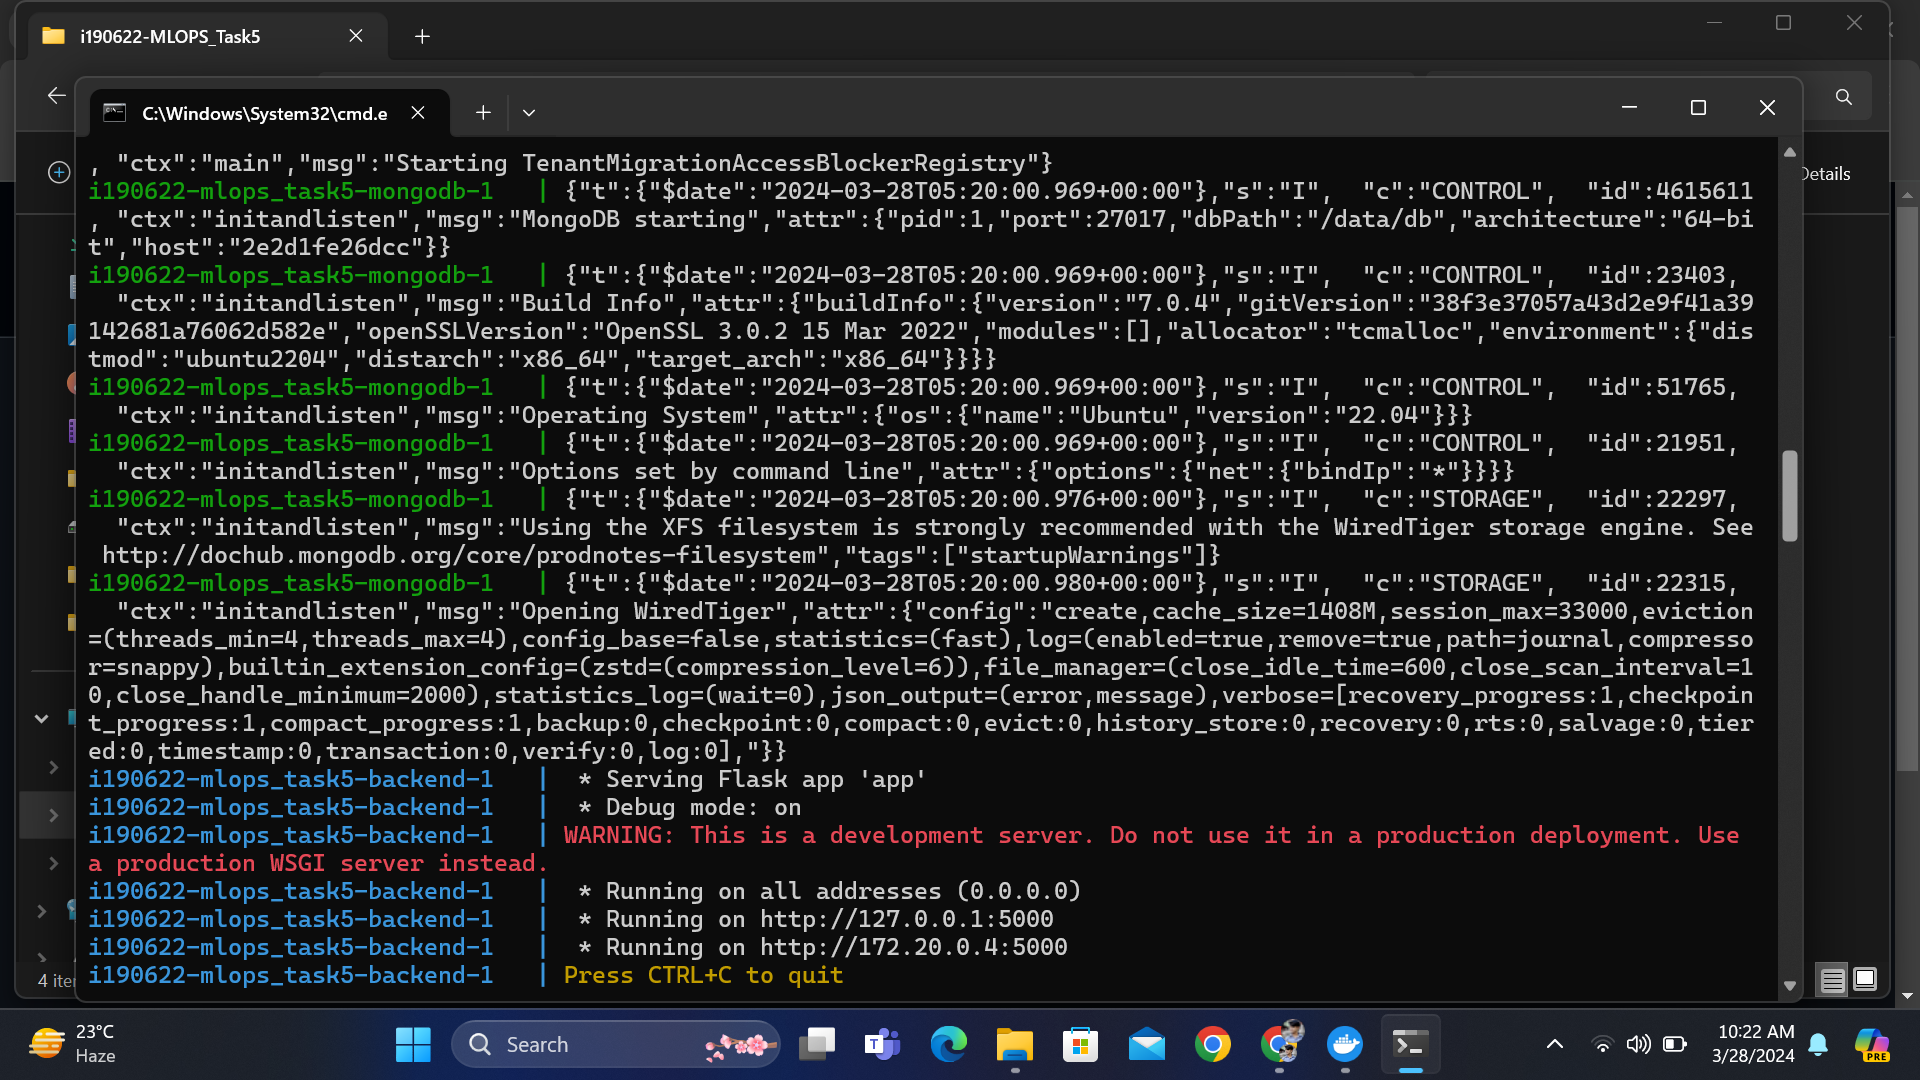 i190622-MLOPS_Task5
C:\Windows\System32\cmd.e
Details
, "ctx":"main","msg":"Starting TenantMigrationAccessBlockerRegistry"}
i190622-mlops_task5-mongodb-1   | {"t":{"$date":"2024-03-28T05:20:00.969+00:00"},"s":"I",  "c":"CONTROL",  "id":4615611
, "ctx":"initandlisten","msg":"MongoDB starting","attr":{"pid":1,"port":27017,"dbPath":"/data/db","architecture":"64-bi
t","host":"2e2d1fe26dcc"}}
i190622-mlops_task5-mongodb-1   | {"t":{"$date":"2024-03-28T05:20:00.969+00:00"},"s":"I",  "c":"CONTROL",  "id":23403,
  "ctx":"initandlisten","msg":"Build Info","attr":{"buildInfo":{"version":"7.0.4","gitVersion":"38f3e37057a43d2e9f41a39
142681a76062d582e","openSSLVersion":"OpenSSL 3.0.2 15 Mar 2022","modules":[],"allocator":"tcmalloc","environment":{"dis
tmod":"ubuntu2204","distarch":"x86_64","target_arch":"x86_64"}}}}
i190622-mlops_task5-mongodb-1   | {"t":{"$date":"2024-03-28T05:20:00.969+00:00"},"s":"I",  "c":"CONTROL",  "id":51765,
  "ctx":"initandlisten","msg":"Operating System","attr":{"os":{"name":"Ubuntu","version":"22.04"}}}
i190622-mlops_task5-mongodb-1   | {"t":{"$date":"2024-03-28T05:20:00.969+00:00"},"s":"I",  "c":"CONTROL",  "id":21951,
  "ctx":"initandlisten","msg":"Options set by command line","attr":{"options":{"net":{"bindIp":"*"}}}}
i190622-mlops_task5-mongodb-1   | {"t":{"$date":"2024-03-28T05:20:00.976+00:00"},"s":"I",  "c":"STORAGE",  "id":22297,
  "ctx":"initandlisten","msg":"Using the XFS filesystem is strongly recommended with the WiredTiger storage engine. See
 http://dochub.mongodb.org/core/prodnotes-filesystem","tags":["startupWarnings"]}
i190622-mlops_task5-mongodb-1   | {"t":{"$date":"2024-03-28T05:20:00.980+00:00"},"s":"I",  "c":"STORAGE",  "id":22315,
  "ctx":"initandlisten","msg":"Opening WiredTiger","attr":{"config":"create,cache_size=1408M,session_max=33000,eviction
=(threads_min=4,threads_max=4),config_base=false,statistics=(fast),log=(enabled=true,remove=true,path=journal,compresso
r=snappy),builtin_extension_config=(zstd=(compression_level=6)),file_manager=(close_idle_time=600,close_scan_interval=1
0,close_handle_minimum=2000),statistics_log=(wait=0),json_output=(error,message),verbose=[recovery_progress:1,checkpoin
t_progress:1,compact_progress:1,backup:0,checkpoint:0,compact:0,evict:0,history_store:0,recovery:0,rts:0,salvage:0,tier
ed:0,timestamp:0,transaction:0,verify:0,log:0],"}}
i190622-mlops_task5-backend-1   |  * Serving Flask app 'app'
i190622-mlops_task5-backend-1   |  * Debug mode: on
i190622-mlops_task5-backend-1   | WARNING: This is a development server. Do not use it in a production deployment. Use
a production WSGI server instead.
i190622-mlops_task5-backend-1   |  * Running on all addresses (0.0.0.0)
i190622-mlops_task5-backend-1   |  * Running on http://127.0.0.1:5000
i190622-mlops_task5-backend-1   |  * Running on http://172.20.0.4:5000
i190622-mlops_task5-backend-1   | Press CTRL+C to quit
4 ite
23°C
Haze
Search
T
10:22 AM
3/28/2024
PRE